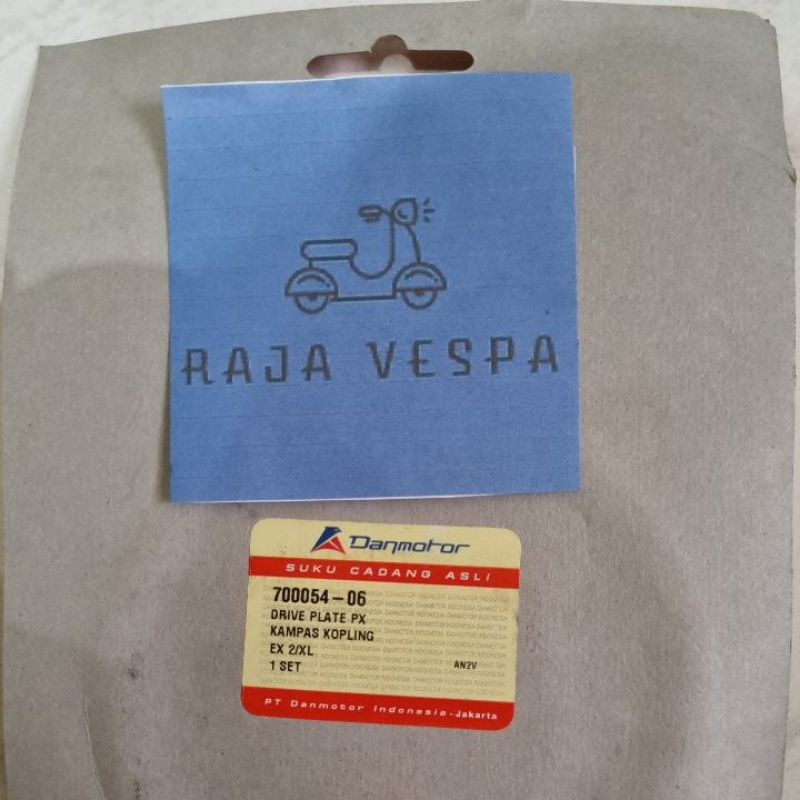 RAJA VESPA
Danmotor
SUKU CADANG ASLI
700054-06
DRIVE PLATE PX
KAMPAS KOPLING
EX 2/XL
1 SET
AN2V
PT Danmotor Indonesia - Jakarta